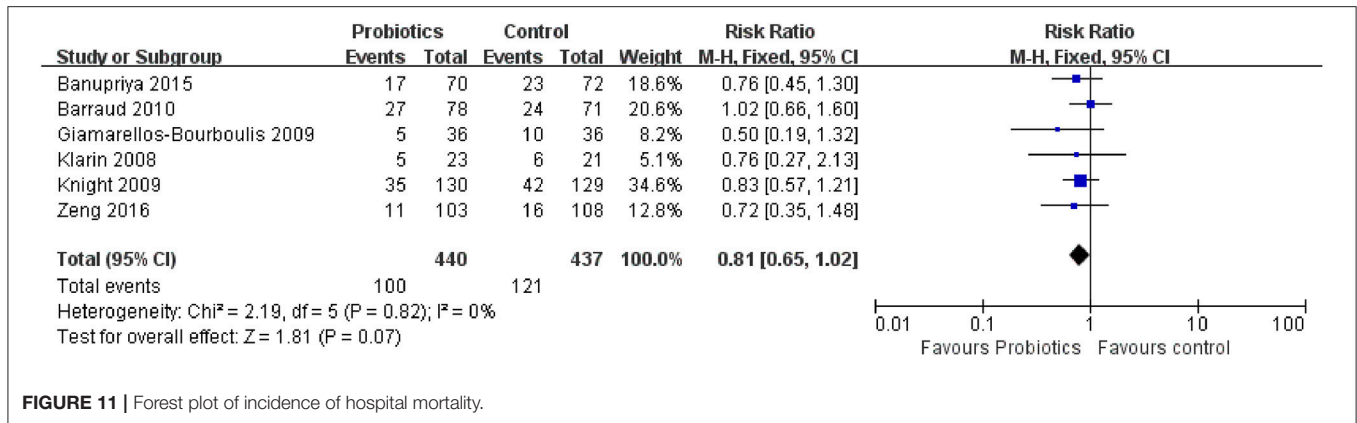 Probiotics Control Risk Ratio Risk Ratio
Study or Subgroup Events Total Events Total Weight M-H, Fixed, 95% CI M-H, Fixed, 95% CI
Banupriya 2015 17 70 23 72 18.6% 0.76 [0.45, 1.30]
Barraud 2010 27 78 24 71 20.6% 1.02 [0.66, 1.60]
Giamarellos-Bourboulis 2009 5 36 10 36 8.2% 0.50 [0.19, 1.32]
Klarin 2008 5 23 6 21 5.1% 0.76 [0.27, 2.13]
Knight 2009 35 130 42 129 34.6% 0.83 [0.57, 1.21]
Zeng 2016 11 103 16 108 12.8% 0.72 [0.35, 1.48]
Total (95% CI) 440 437 100.0% 0.81 [0.65, 1.02]
Total events 100 121
Heterogeneity: Chi² = 2.19, df = 5 (P = 0.82); I² = 0%
Test for overall effect: Z = 1.81 (P = 0.07)
0.01 0.1 1 10 100
Favours Probiotics Favours control
FIGURE 11 | Forest plot of incidence of hospital mortality.